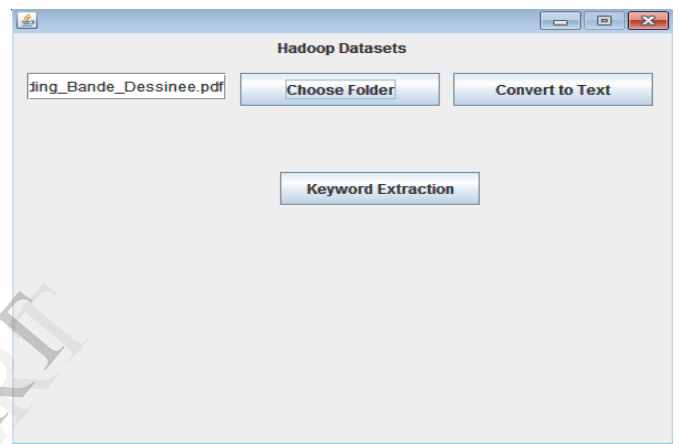 Hadoop Datasets
ding_Bande_Dessinee.pdf Choose Folder Convert to Text
Keyword Extraction